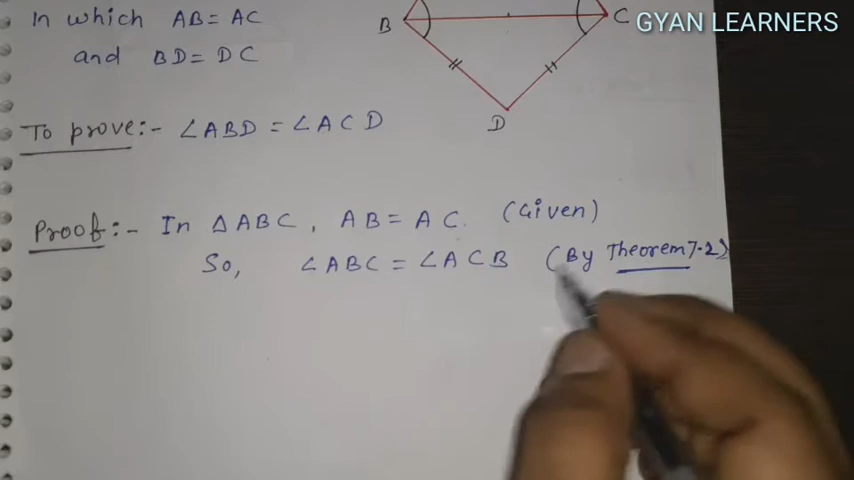 In which AB = AC
B
C
GYAN LEARNERS
and BD = DC
D
To prove:- ∠ABD = ∠ACD
Proof:- In △ABC, AB = AC. (Given)
So, ∠ABC = ∠ACB (By Theorem 7.2)